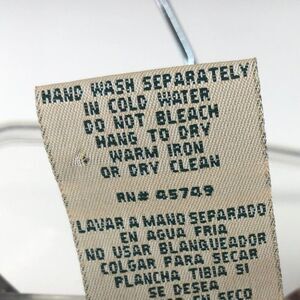 HAND WASH SEPARATELY
IN COLD WATER
DO NOT BLEACH
HANG TO DRY
WARM IRON
OR DRY CLEAN
RN# 45749
LAVAR A MANO SEPARADO
EN AGUA FRIA
NO USAR BLANQUEADOR
COLGAR PARA SECAR
PLANCHA TIBIA SI
SE DESEA
SECO